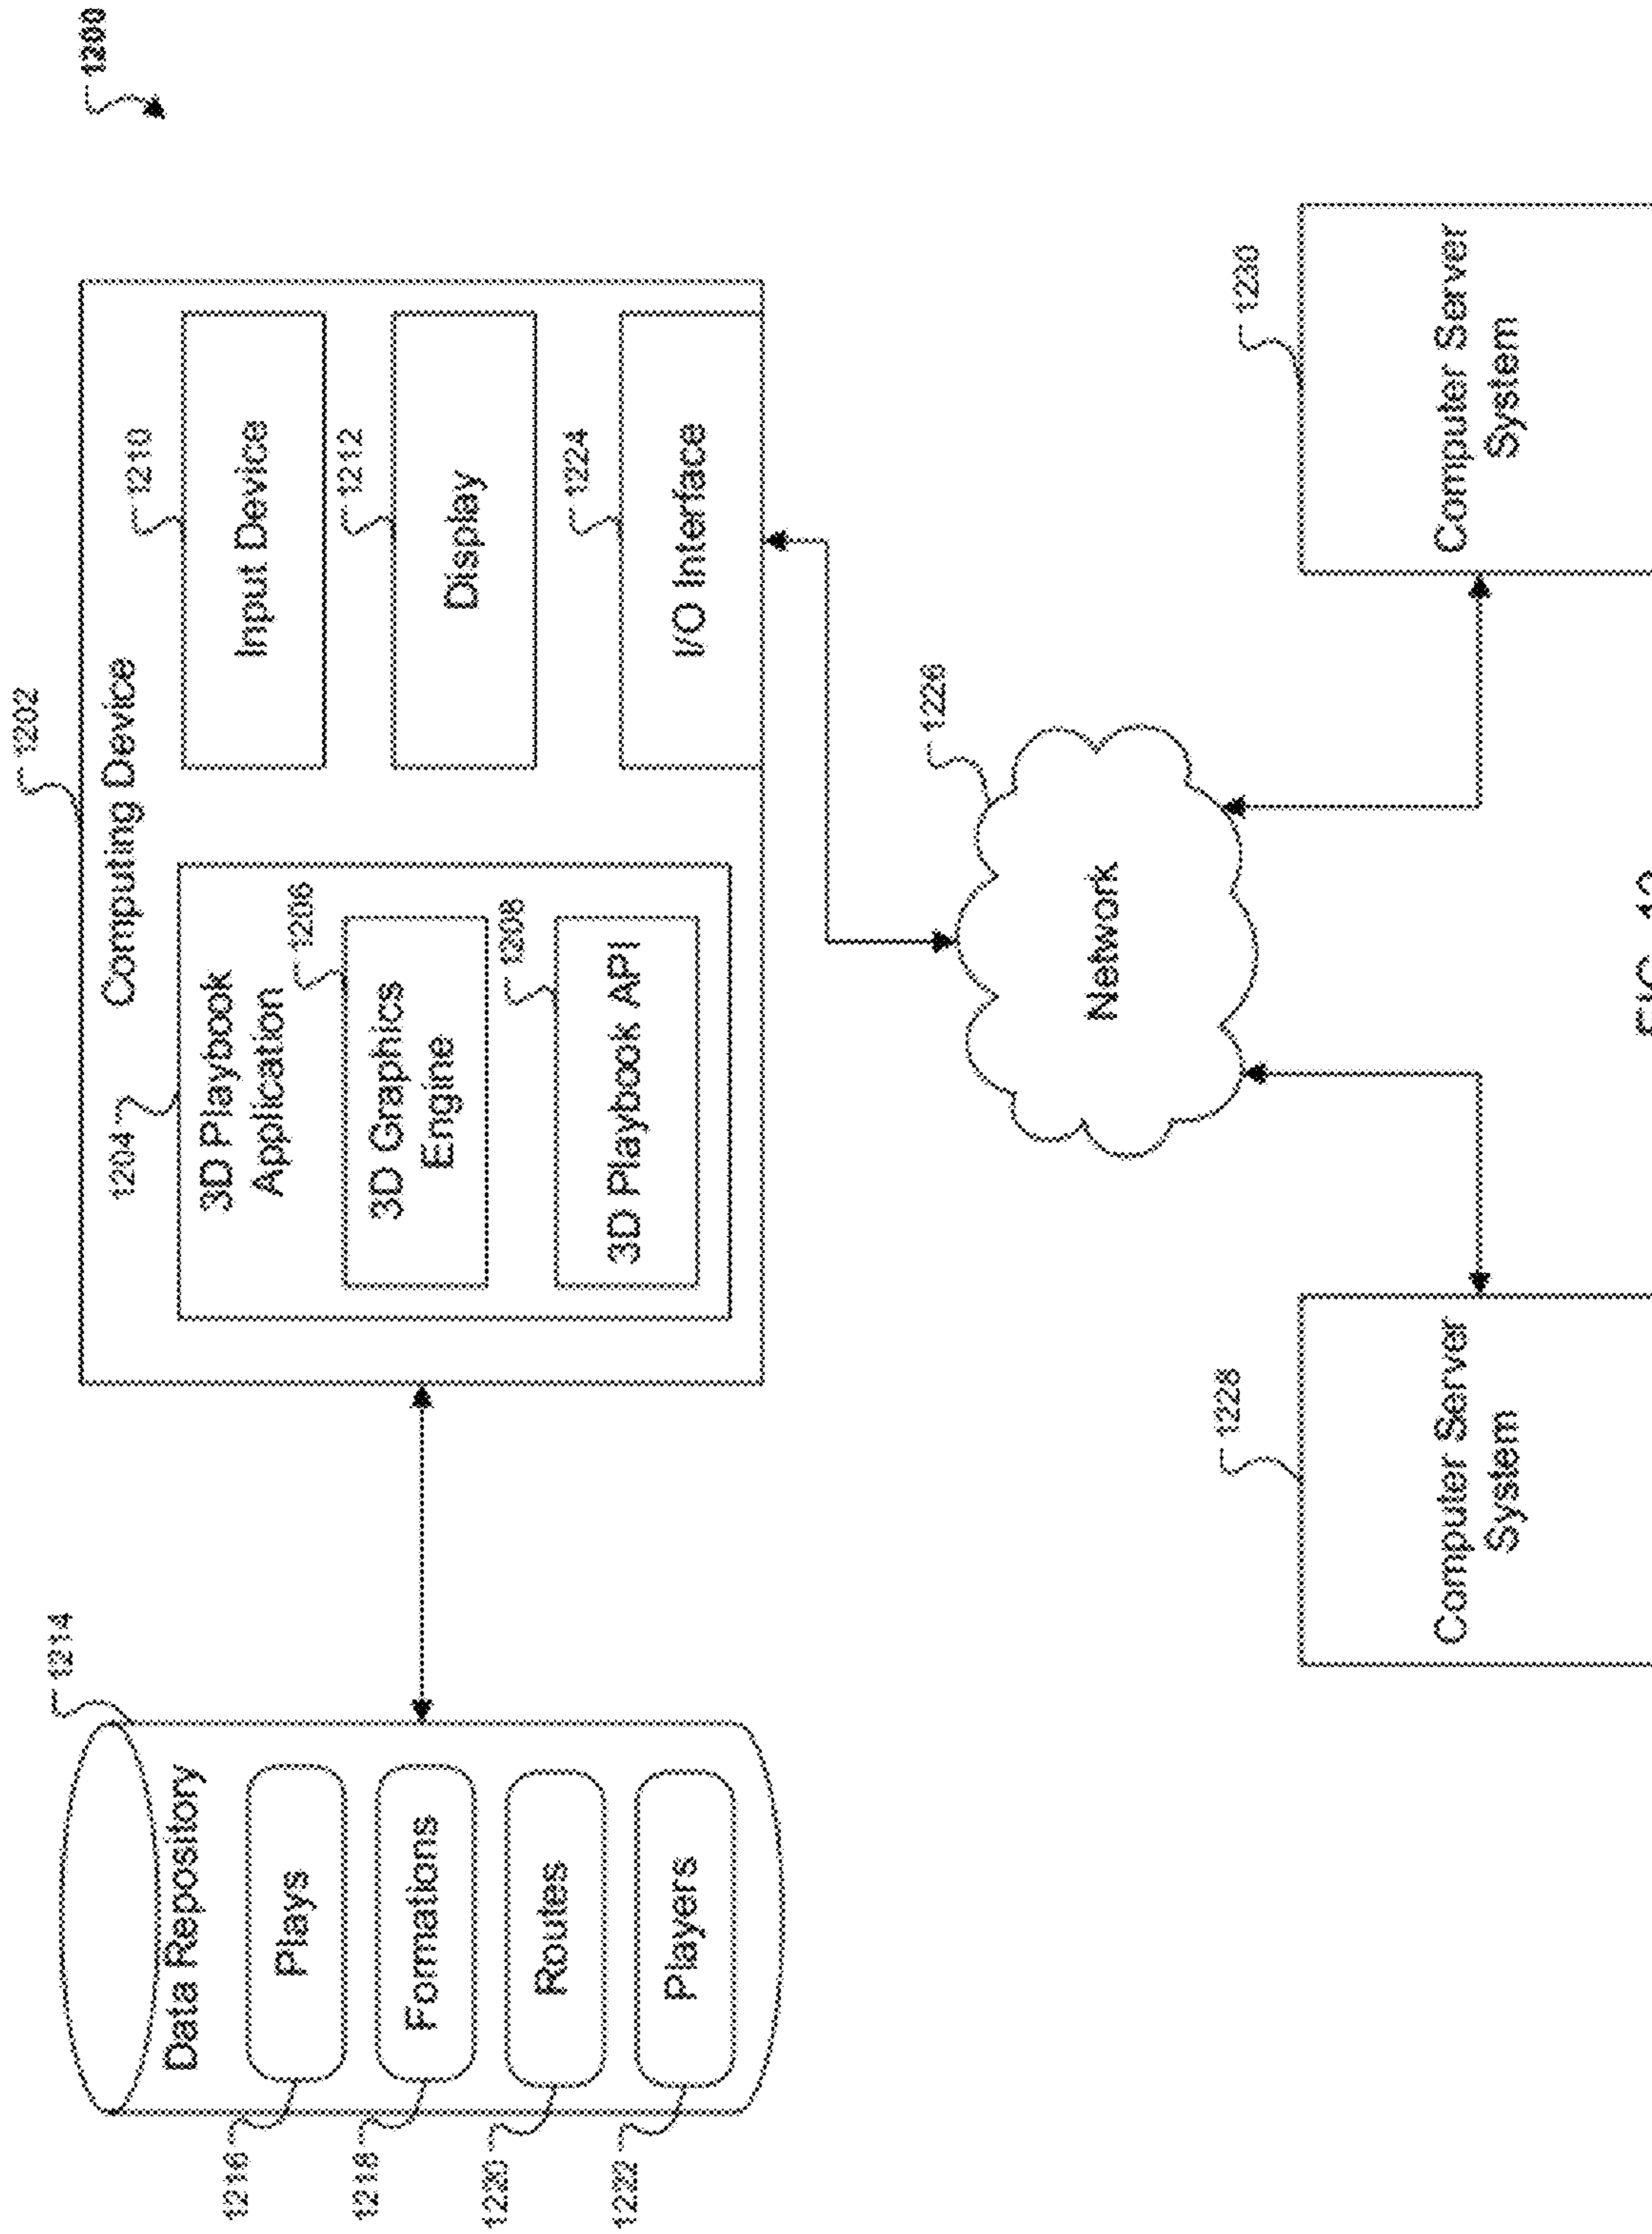 1200
1202
Computing Device
1204
3D Playbook
Application
1206
3D Graphics
Engine
1208
3D Playbook API
1210
Input Device
1212
Display
1224
I/O Interface
1214
Data Repository
1216
Plays
1218
Formations
1220
Routes
1222
Players
1226
Network
1228
Computer Server
System
1230
Computer Server
System